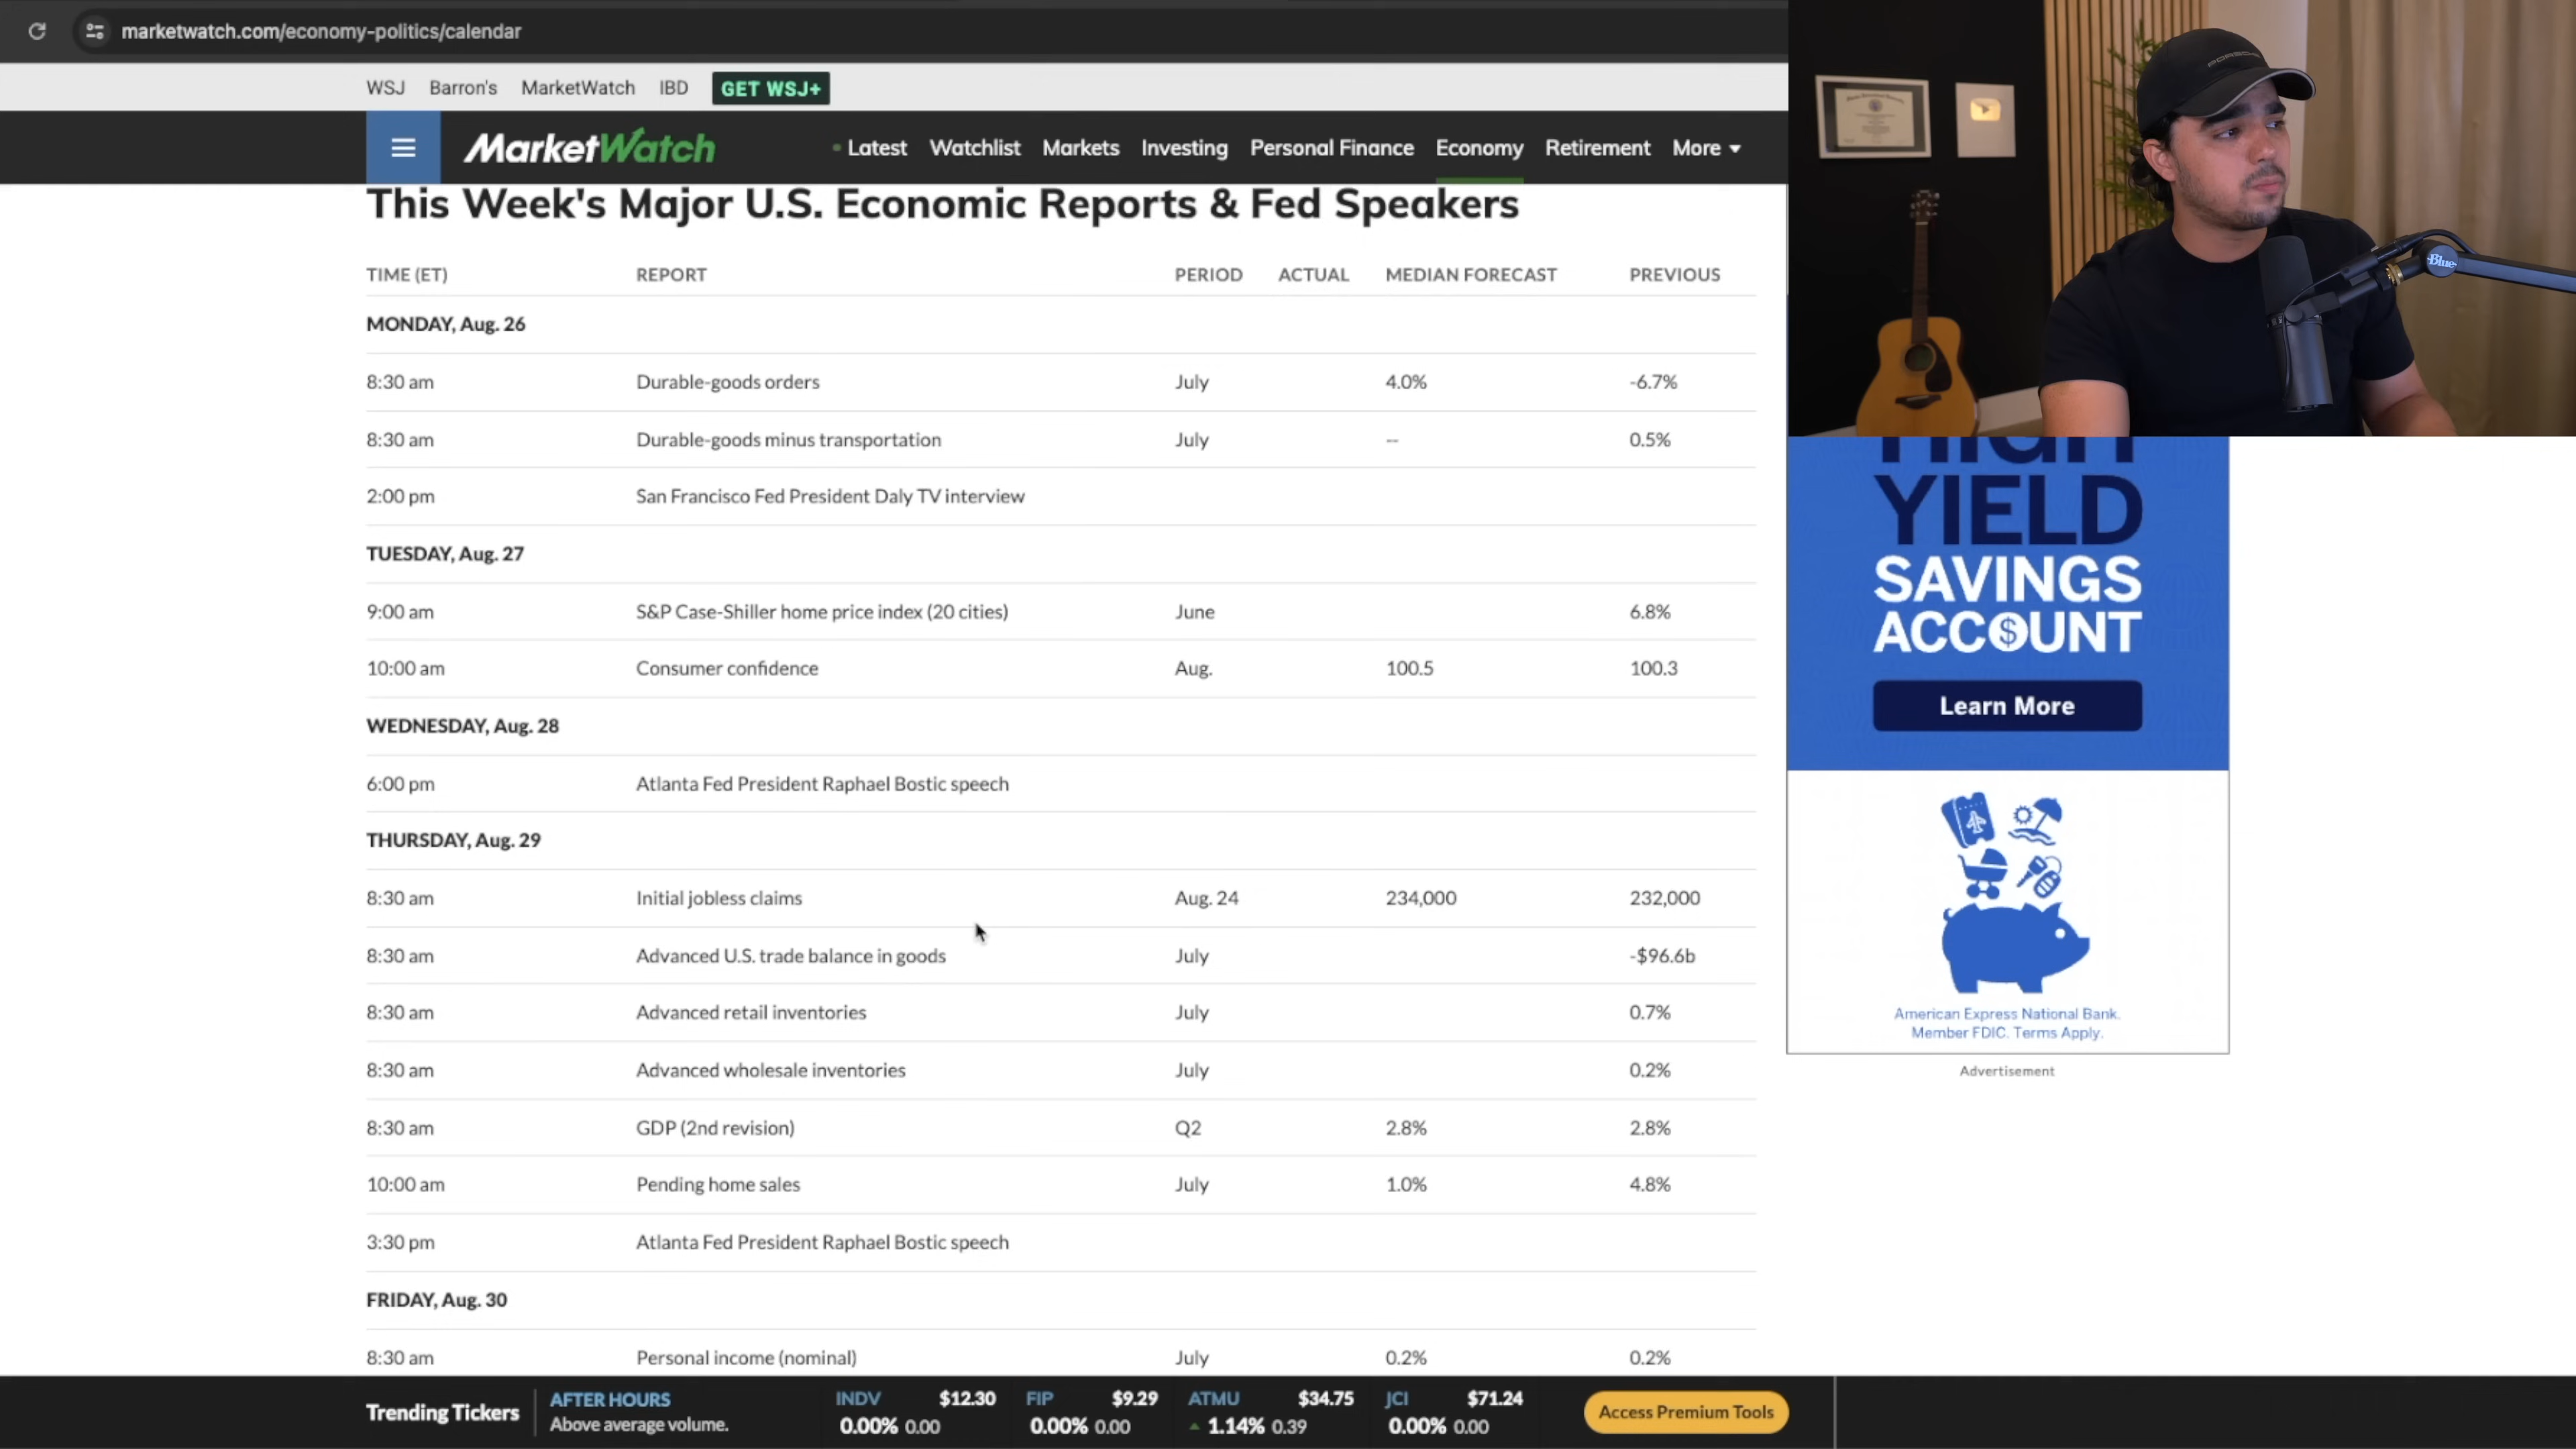 marketwatch.com/economy-politics/calendar
WSJ Barron's MarketWatch IBD GET WSJ+
MarketWatch Latest Watchlist Markets Investing Personal Finance Economy Retirement More
This Week's Major U.S. Economic Reports & Fed Speakers
TIME (ET) REPORT PERIOD ACTUAL MEDIAN FORECAST PREVIOUS
MONDAY, Aug. 26
8:30 am Durable-goods orders July 4.0% -6.7%
8:30 am Durable-goods minus transportation July -- 0.5%
2:00 pm San Francisco Fed President Daly TV interview
TUESDAY, Aug. 27
9:00 am S&P Case-Shiller home price index (20 cities) June 6.8%
10:00 am Consumer confidence Aug. 100.5 100.3
WEDNESDAY, Aug. 28
6:00 pm Atlanta Fed President Raphael Bostic speech
THURSDAY, Aug. 29
8:30 am Initial jobless claims Aug. 24 234,000 232,000
8:30 am Advanced U.S. trade balance in goods July -$96.6b
8:30 am Advanced retail inventories July 0.7%
8:30 am Advanced wholesale inventories July 0.2%
8:30 am GDP (2nd revision) Q2 2.8% 2.8%
10:00 am Pending home sales July 1.0% 4.8%
3:30 pm Atlanta Fed President Raphael Bostic speech
FRIDAY, Aug. 30
8:30 am Personal income (nominal) July 0.2% 0.2%
PORSCHE
Blue
HIGH
YIELD
SAVINGS
ACCOUNT
Learn More
American Express National Bank.
Member FDIC. Terms Apply.
Advertisement
Trending Tickers
AFTER HOURS
Above average volume.
INDV $12.30
0.00% 0.00
FIP $9.29
0.00% 0.00
ATMU $34.75
1.14% 0.39
JCI $71.24
0.00% 0.00
Access Premium Tools